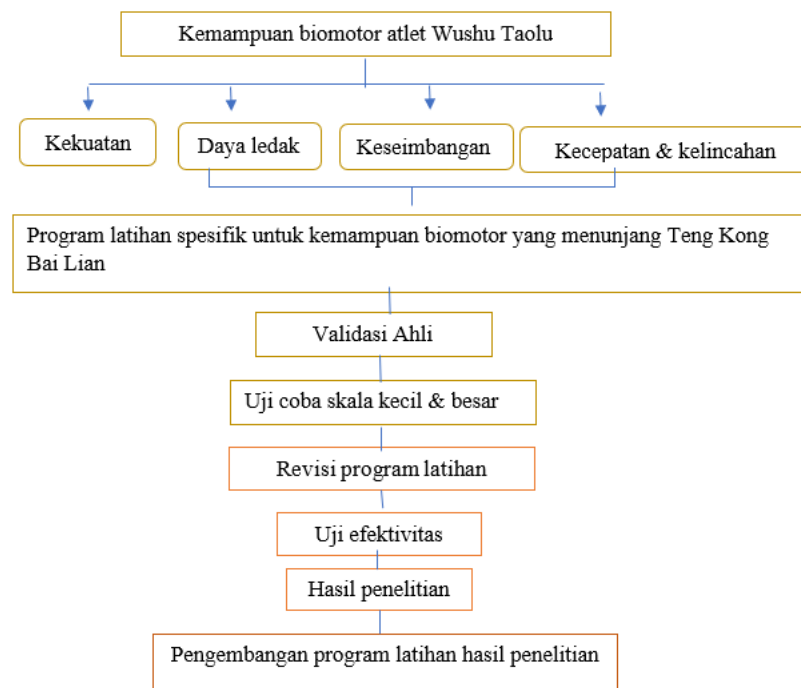 Kemampuan biomotor atlet Wushu Taolu
Kekuatan
Daya ledak
Keseimbangan
Kecepatan & kelincahan
Program latihan spesifik untuk kemampuan biomotor yang menunjang Teng Kong
Bai Lian
Validasi Ahli
Uji coba skala kecil & besar
Revisi program latihan
Uji efektivitas
Hasil penelitian
Pengembangan program latihan hasil penelitian